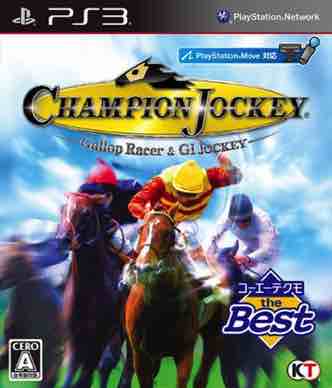 PS3
PlayStation®Network
PlayStation®Move 対応
CHAMPION JOCKEY®
Gallop Racer & GI JOCKEY
コーエーテクモ
the
Best
CERO
A
KT